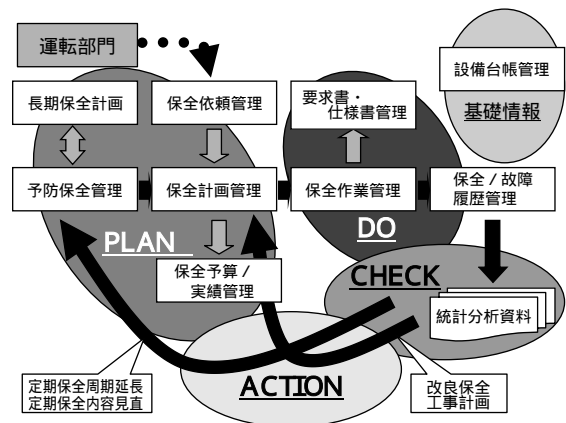 運転部門
設備台帳管理
基礎情報
長期保全計画
保全依頼管理
要求書・
仕様書管理
予防保全管理
保全計画管理
保全作業管理
保全/故障
履歴管理
PLAN
DO
保全予算/
実績管理
CHECK
統計分析資料
ACTION
定期保全周期延長
定期保全内容見直
改良保全
工事計画